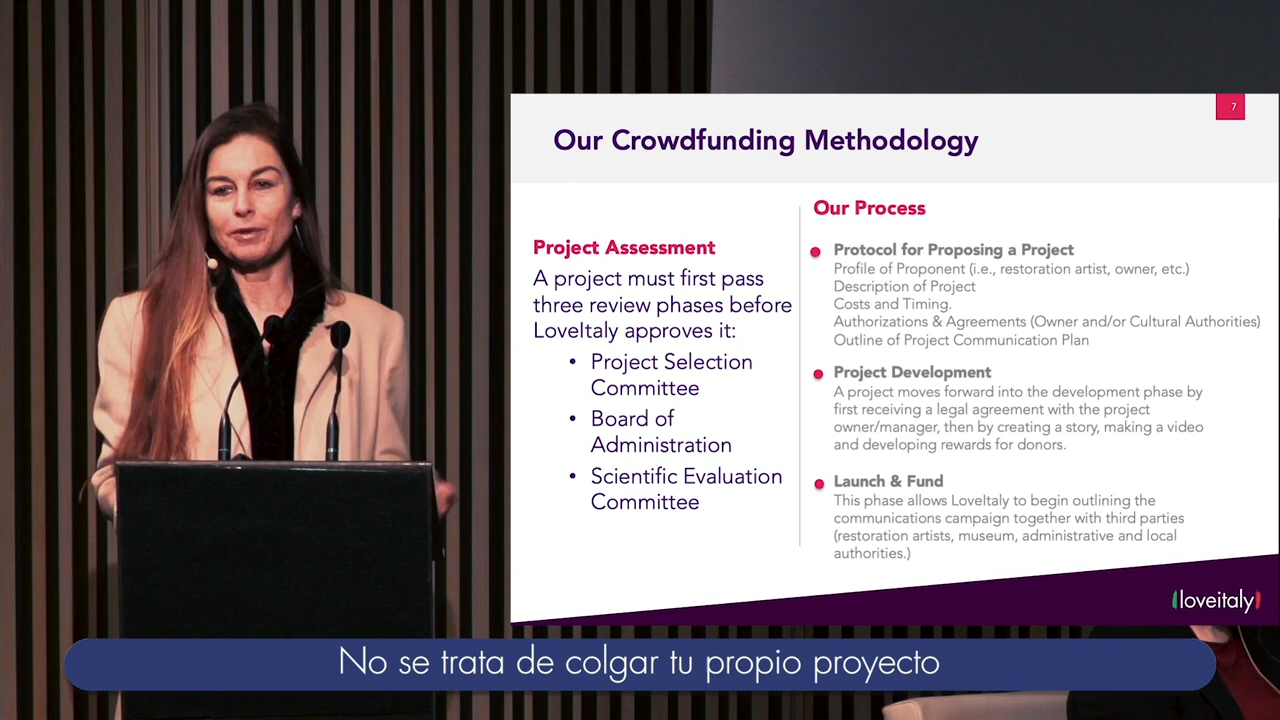 7
Our Crowdfunding Methodology
Project Assessment
A project must first pass
three review phases before
LoveItaly approves it:
• Project Selection
Committee
• Board of
Administration
• Scientific Evaluation
Committee
Our Process
Protocol for Proposing a Project
Profile of Proponent (i.e., restoration artist, owner, etc.)
Description of Project
Costs and Timing.
Authorizations & Agreements (Owner and/or Cultural Authorities)
Outline of Project Communication Plan
Project Development
A project moves forward into the development phase by
first receiving a legal agreement with the project
owner/manager, then by creating a story, making a video
and developing rewards for donors.
Launch & Fund
This phase allows LoveItaly to begin outlining the
communications campaign together with third parties
(restoration artists, museum, administrative and local
authorities.)
loveitaly
No se trata de colgar tu propio proyecto